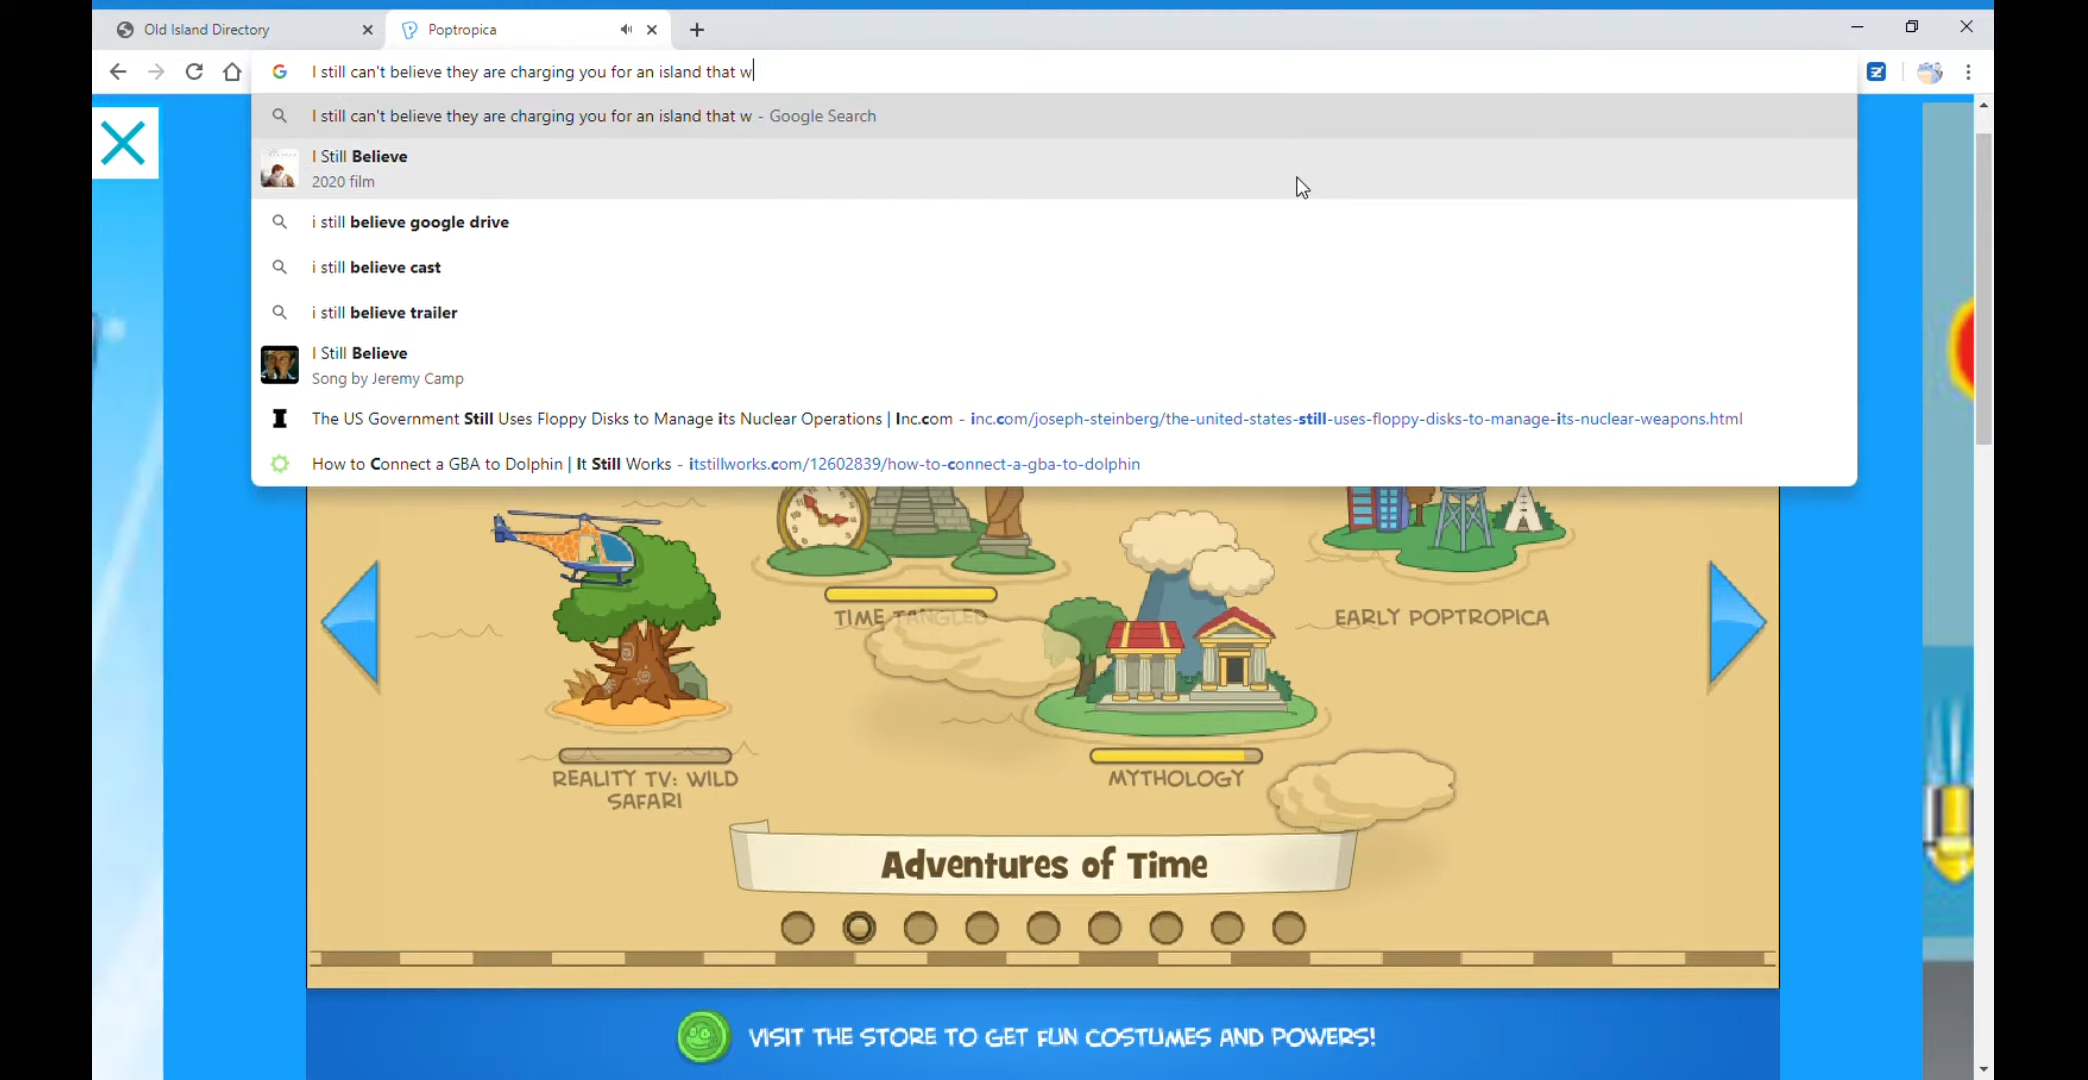 Old Island Directory
Poptropica
I still can't believe they are charging you for an island that w
I still can't believe they are charging you for an island that w - Google Search
I Still Believe
2020 film
i still believe google drive
i still believe cast
i still believe trailer
I Still Believe
Song by Jeremy Camp
The US Government Still Uses Floppy Disks to Manage its Nuclear Operations | Inc.com - inc.com/joseph-steinberg/the-united-states-still-uses-floppy-disks-to-manage-its-nuclear-weapons.html
How to Connect a GBA to Dolphin | It Still Works - itstillworks.com/12602839/how-to-connect-a-gba-to-dolphin
TIME TANGLED
EARLY POPTROPICA
REALITY TV: WILD
SAFARI
MYTHOLOGY
Adventures of Time
VISIT THE STORE TO GET FUN COSTUMES AND POWERS!